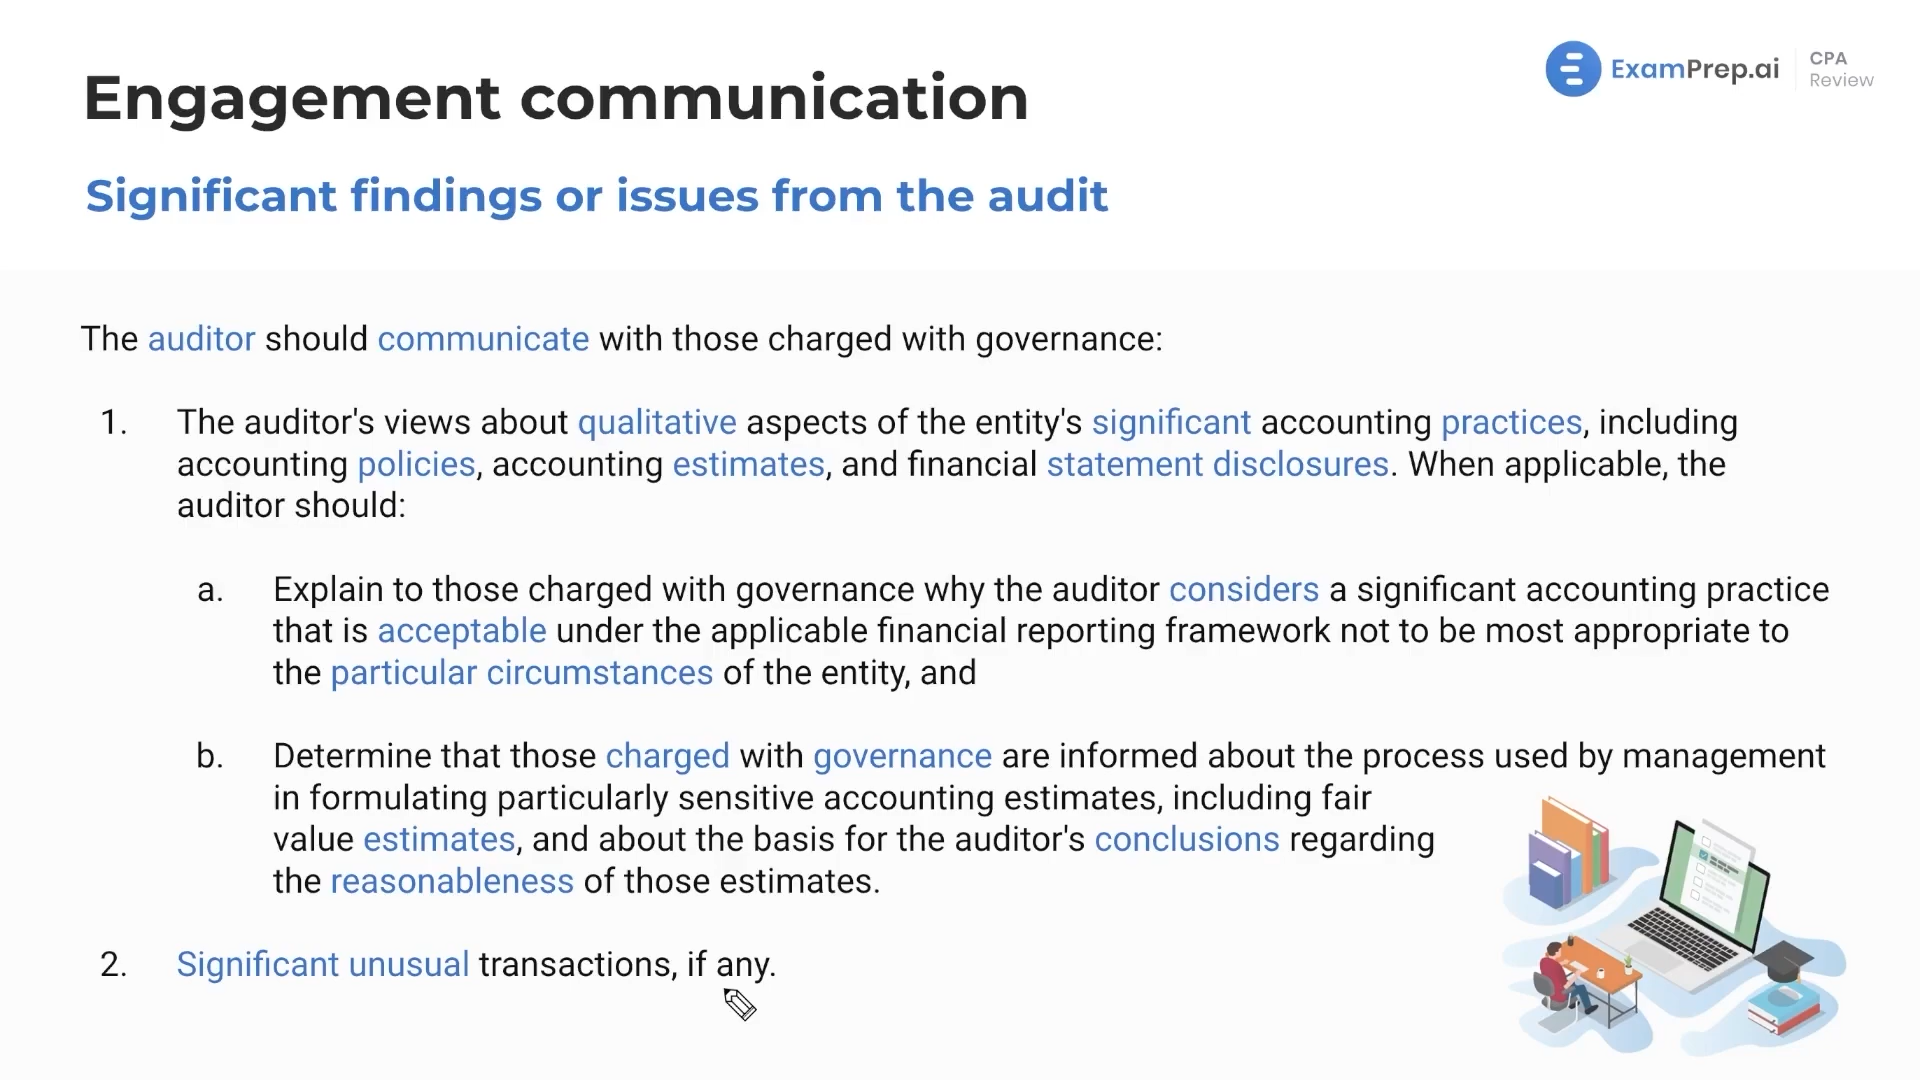 Engagement communication
ExamPrep.ai
CPA
Review
Significant findings or issues from the audit
The auditor should communicate with those charged with governance:
1. The auditor's views about qualitative aspects of the entity's significant accounting practices, including
accounting policies, accounting estimates, and financial statement disclosures. When applicable, the
auditor should:
a. Explain to those charged with governance why the auditor considers a significant accounting practice
that is acceptable under the applicable financial reporting framework not to be most appropriate to
the particular circumstances of the entity, and
b. Determine that those charged with governance are informed about the process used by management
in formulating particularly sensitive accounting estimates, including fair
value estimates, and about the basis for the auditor's conclusions regarding
the reasonableness of those estimates.
2. Significant unusual transactions, if any.